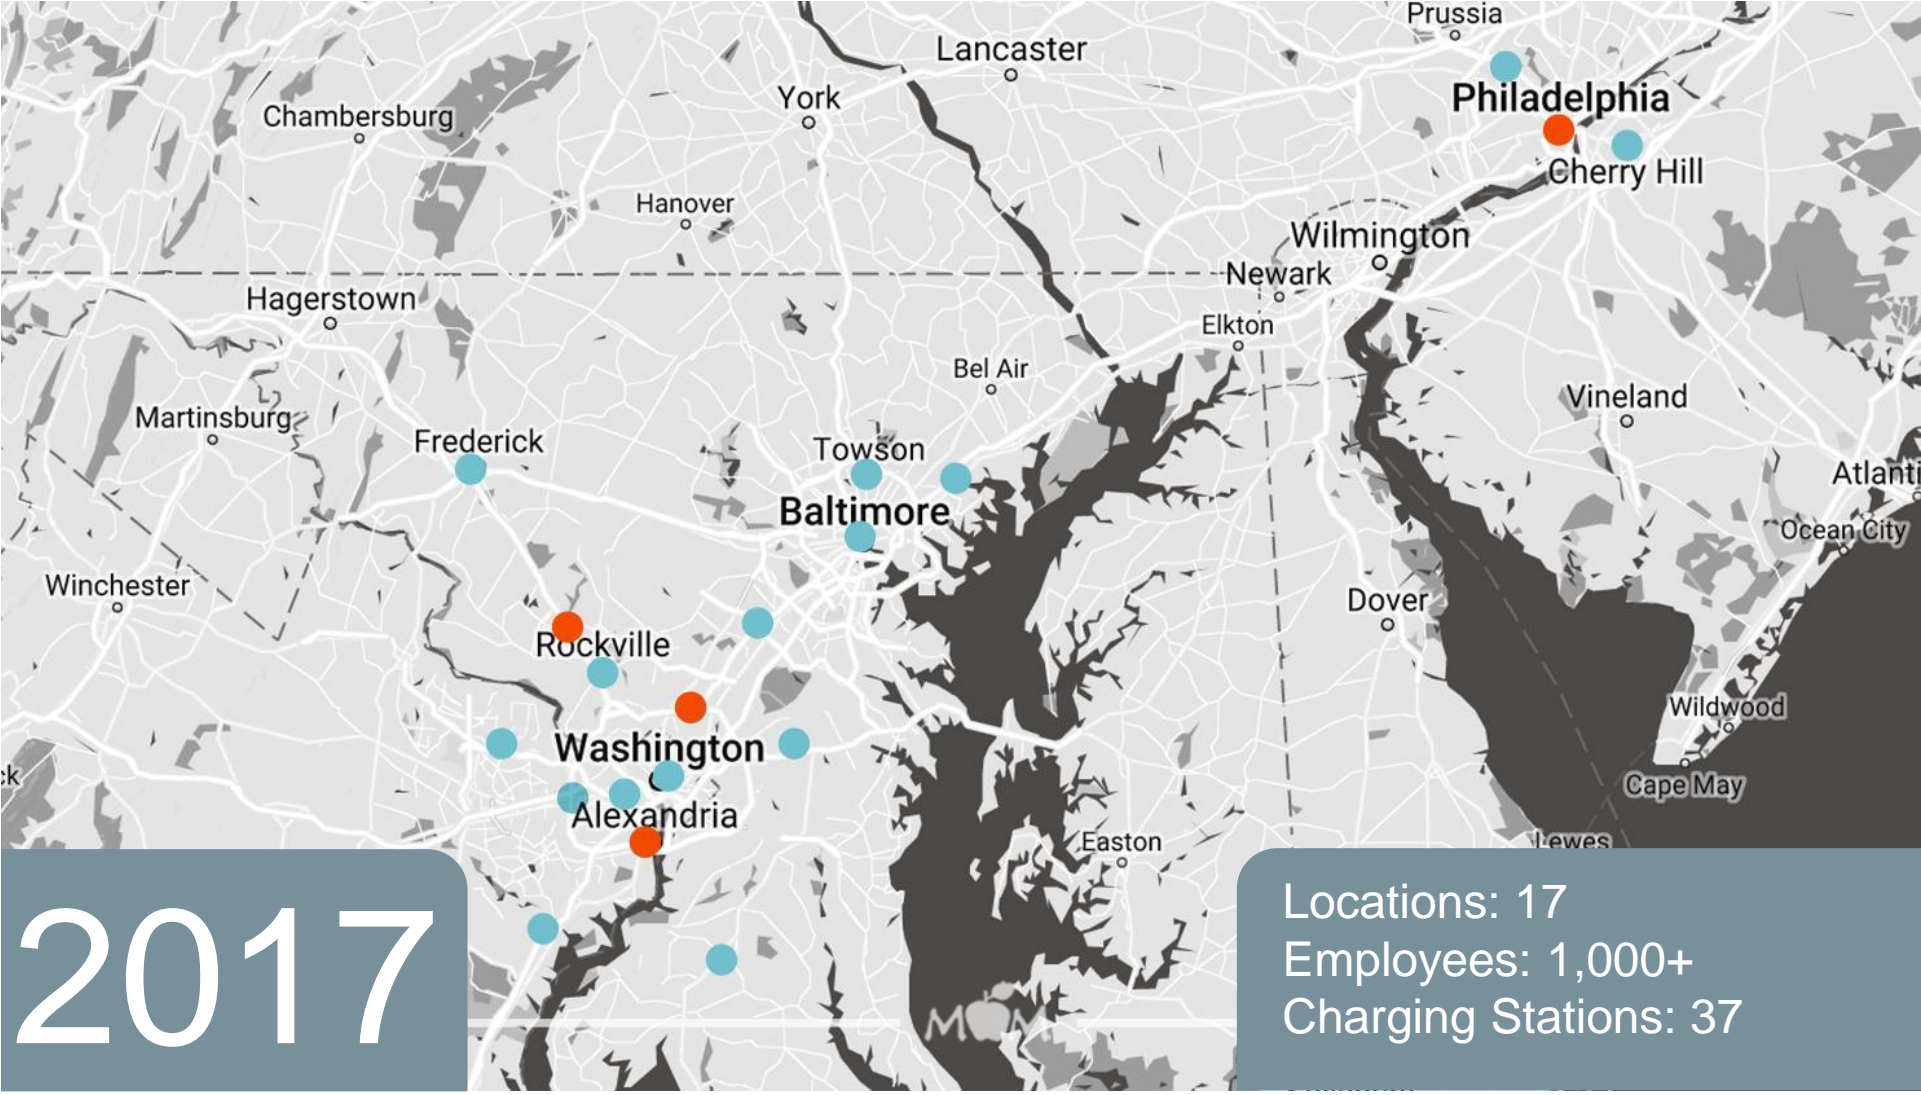 Prussia
Lancaster
York
Philadelphia
Chambersburg
Cherry Hill
Hanover
Wilmington
Newark
Hagerstown
Elkton
Bel Air
Vineland
Martinsburg
Frederick
Towson
Atlanti
Baltimore
Ocean City
Winchester
Dover
Rockville
Wildwood
Washington
ck
Cape May
Alexandria
Easton
Lewes
2017
Locations: 17
Employees: 1,000+
Charging Stations: 37
MOM